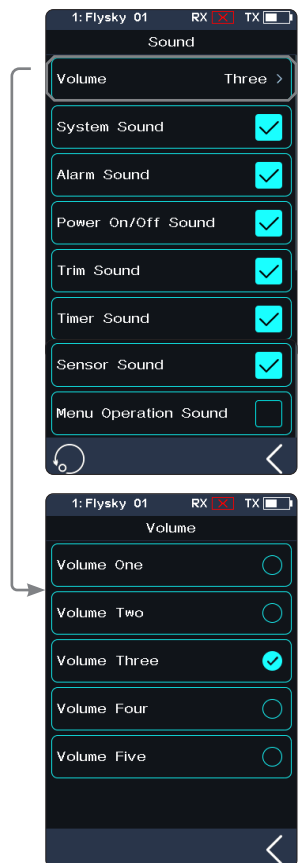 1: Flysky 01 RX TX
Sound
Volume Three >
System Sound
Alarm Sound
Power On/Off Sound
Trim Sound
Timer Sound
Sensor Sound
Menu Operation Sound
1: Flysky 01 RX TX
Volume
Volume One
Volume Two
Volume Three
Volume Four
Volume Five